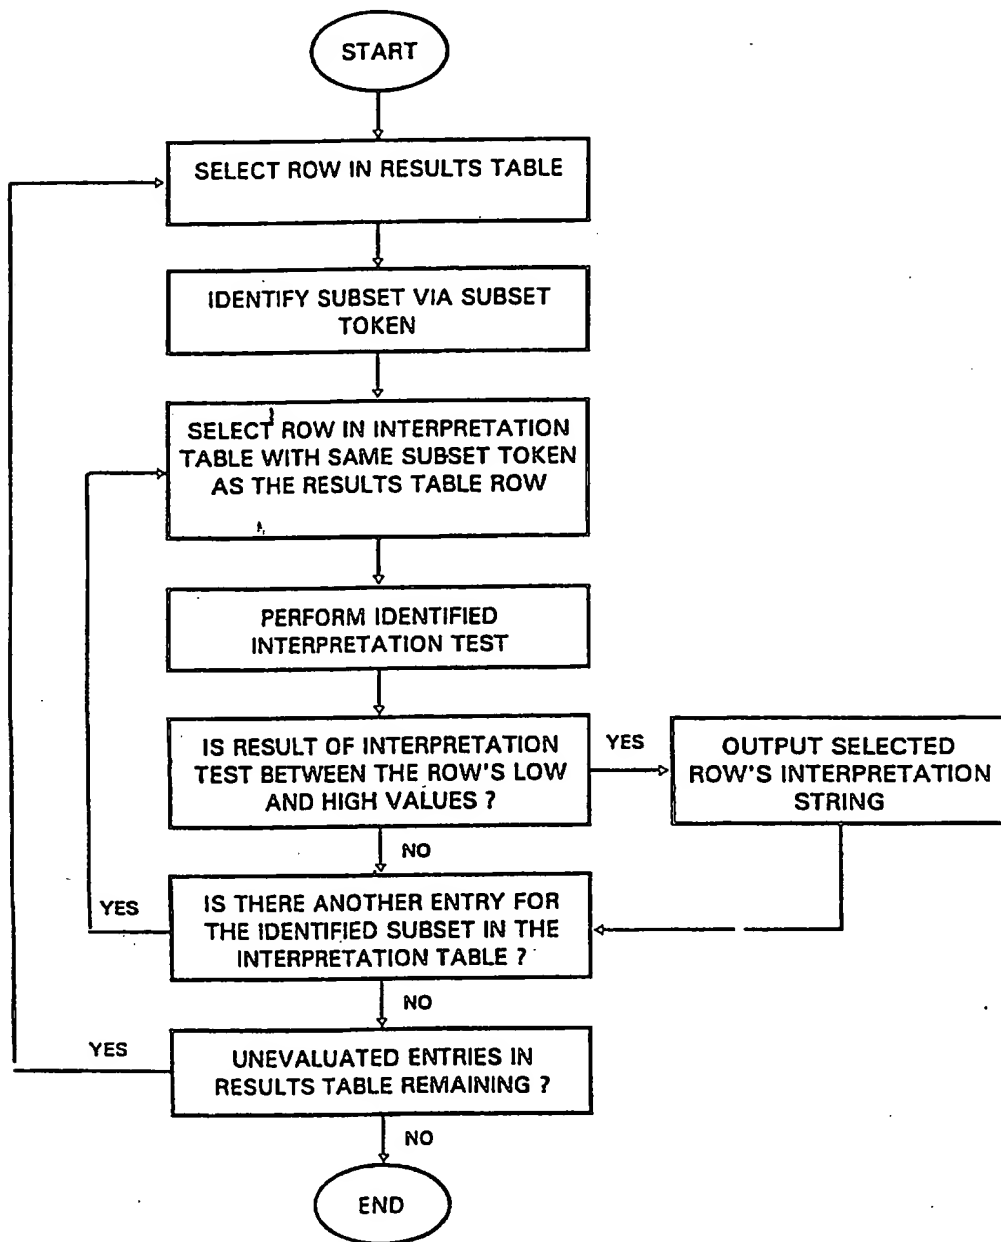 START
SELECT ROW IN RESULTS TABLE
IDENTIFY SUBSET VIA SUBSET
TOKEN
SELECT ROW IN INTERPRETATION
TABLE WITH SAME SUBSET TOKEN
AS THE RESULTS TABLE ROW
PERFORM IDENTIFIED
INTERPRETATION TEST
IS RESULT OF INTERPRETATION
TEST BETWEEN THE ROW'S LOW
AND HIGH VALUES ?
YES
OUTPUT SELECTED
ROW'S INTERPRETATION
STRING
NO
YES
IS THERE ANOTHER ENTRY FOR
THE IDENTIFIED SUBSET IN THE
INTERPRETATION TABLE ?
NO
YES
UNEVALUATED ENTRIES IN
RESULTS TABLE REMAINING ?
NO
END